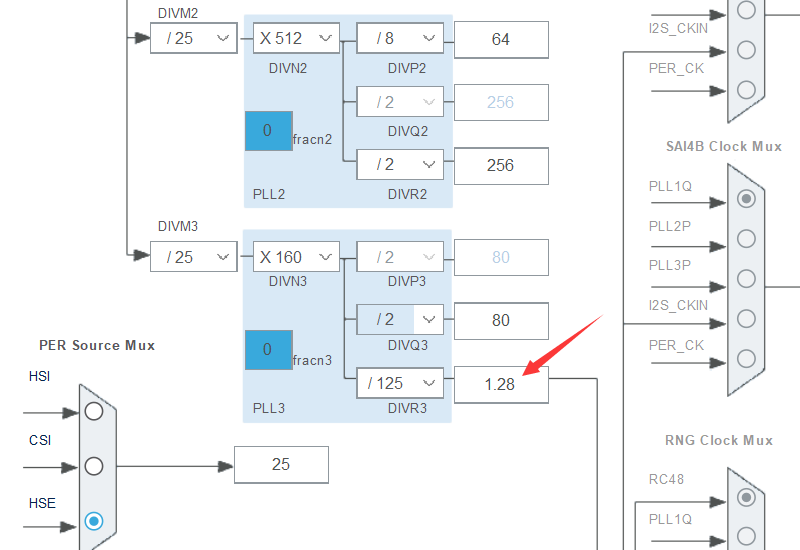 DIVM2
/ 25
X 512
/ 8
64
DIVN2
DIVP2
/ 2
256
0
fracn2
DIVQ2
/ 2
256
PLL2
DIVR2
DIVM3
/ 25
X 160
/ 2
80
DIVN3
DIVP3
/ 2
80
0
fracn3
DIVQ3
/ 125
1.28
PLL3
DIVR3
PER Source Mux
HSI
CSI
HSE
25
I2S_CKIN
PER_CK
SAI4B Clock Mux
PLL1Q
PLL2P
PLL3P
I2S_CKIN
PER_CK
RNG Clock Mux
RC48
PLL1Q